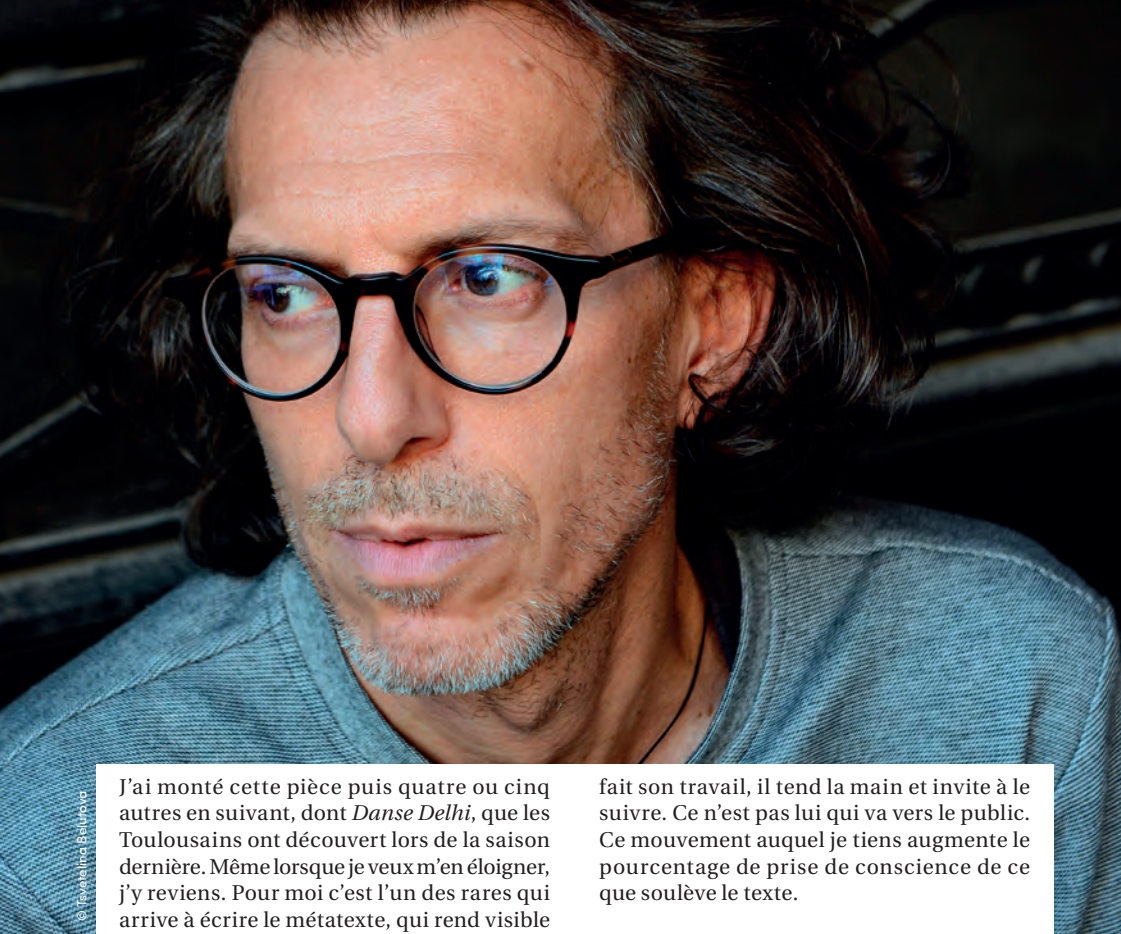 J'ai monté cette pièce puis quatre ou cinq
autres en suivant, dont Danse Delhi, que les
Toulousains ont découvert lors de la saison
dernière. Même lorsque je veux m'en éloigner,
j'y reviens. Pour moi c'est l'un des rares qui
arrive à écrire le métatexte, qui rend visible
fait son travail, il tend la main et invite à le
suivre. Ce n'est pas lui qui va vers le public.
Ce mouvement auquel je tiens augmente le
pourcentage de prise de conscience de ce
que soulève le texte.
© Tsvetelina Belutova